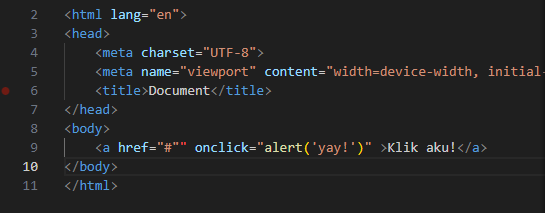 2 <html lang="en">
3 <head>
4 <meta charset="UTF-8">
5 <meta name="viewport" content="width=device-width, initial-
6 <title>Document</title>
7 </head>
8 <body>
9 <a href="#"" onclick="alert('yay!')" >Klik aku!</a>
10 </body>
11 </html>